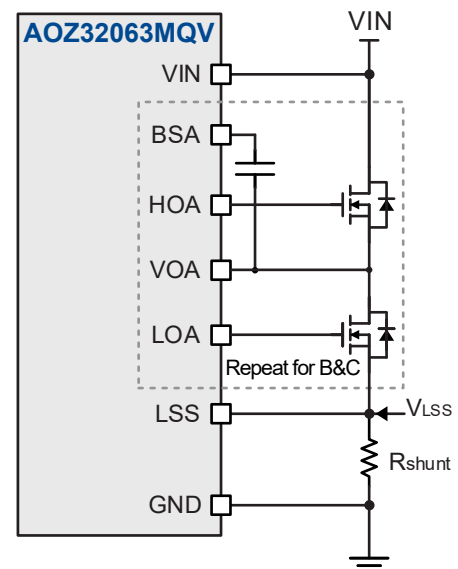 AOZ32063MQV
VIN
VIN
BSA
HOA
VOA
LOA
Repeat for B&C
LSS
VLSS
Rshunt
GND